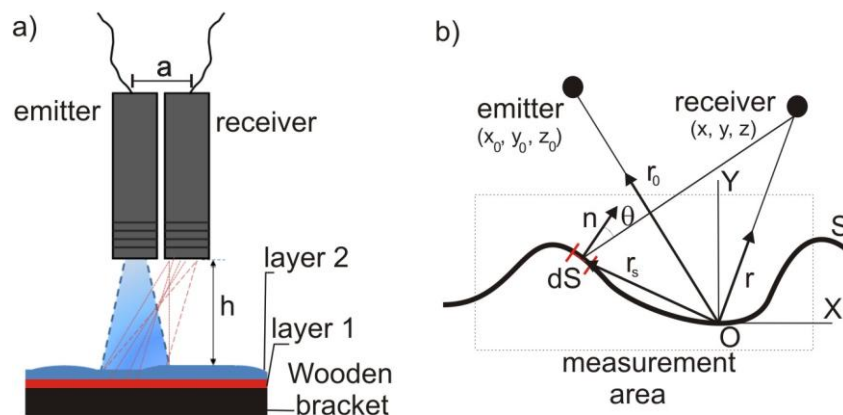 a)
a
emitter
receiver
h
layer 2
layer 1
Wooden
bracket
b)
emitter
(x₀, y₀, z₀)
receiver
(x, y, z)
r₀
Y
n
θ
S
dS
rₛ
r
X
O
measurement
area